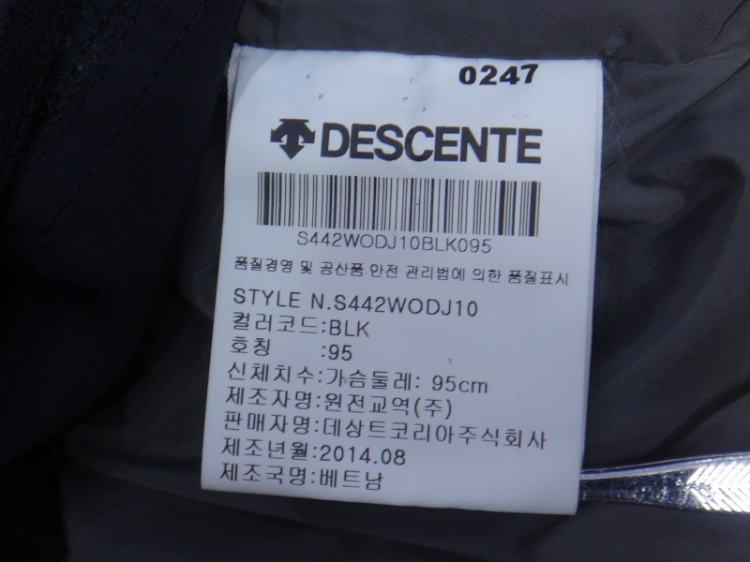 0247
DESCENTE
S442WODJ10BLK095
품질경영 및 공산품 안전 관리법에 의한 품질표시
STYLE N.S442WODJ10
컬러코드:BLK
호칭 :95
신체치수:가슴둘레: 95cm
제조자명:원전교역(주)
판매자명:데상트코리아주식회사
제조년월:2014.08
제조국명:베트남